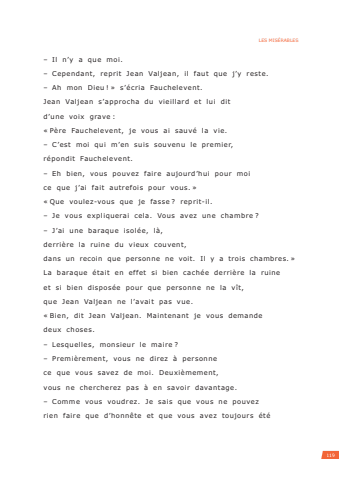 LES MISÉRABLES
– Il n’y a que moi.
– Cependant, reprit Jean Valjean, il faut que j’y reste.
– Ah mon Dieu ! » s’écria Fauchelevent.
Jean Valjean s’approcha du vieillard et lui dit
d’une voix grave :
« Père Fauchelevent, je vous ai sauvé la vie.
– C’est moi qui m’en suis souvenu le premier,
répondit Fauchelevent.
– Eh bien, vous pouvez faire aujourd’hui pour moi
ce que j’ai fait autrefois pour vous. »
« Que voulez-vous que je fasse ? reprit-il.
– Je vous expliquerai cela. Vous avez une chambre ?
– J’ai une baraque isolée, là,
derrière la ruine du vieux couvent,
dans un recoin que personne ne voit. Il y a trois chambres. »
La baraque était en effet si bien cachée derrière la ruine
et si bien disposée pour que personne ne la vît,
que Jean Valjean ne l’avait pas vue.
« Bien, dit Jean Valjean. Maintenant je vous demande
deux choses.
– Lesquelles, monsieur le maire ?
– Premièrement, vous ne direz à personne
ce que vous savez de moi. Deuxièmement,
vous ne chercherez pas à en savoir davantage.
– Comme vous voudrez. Je sais que vous ne pouvez
rien faire que d’honnête et que vous avez toujours été
119